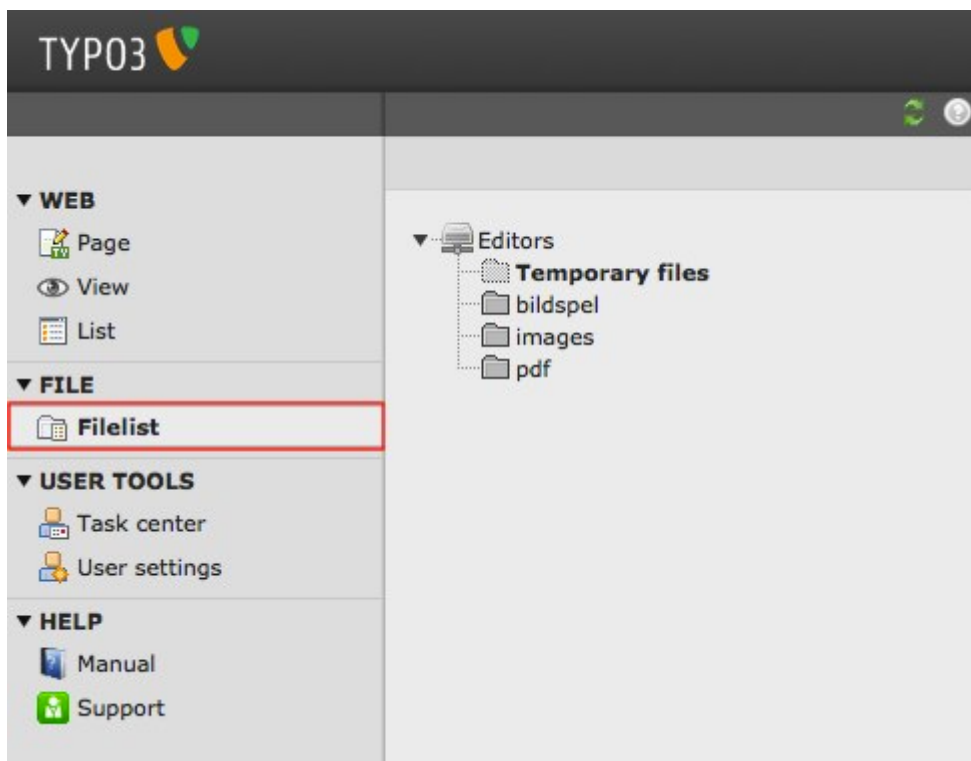 TYPO3
WEB
Page
View
List
FILE
Filelist
USER TOOLS
Task center
User settings
HELP
Manual
Support
Editors
Temporary files
bildspel
images
pdf